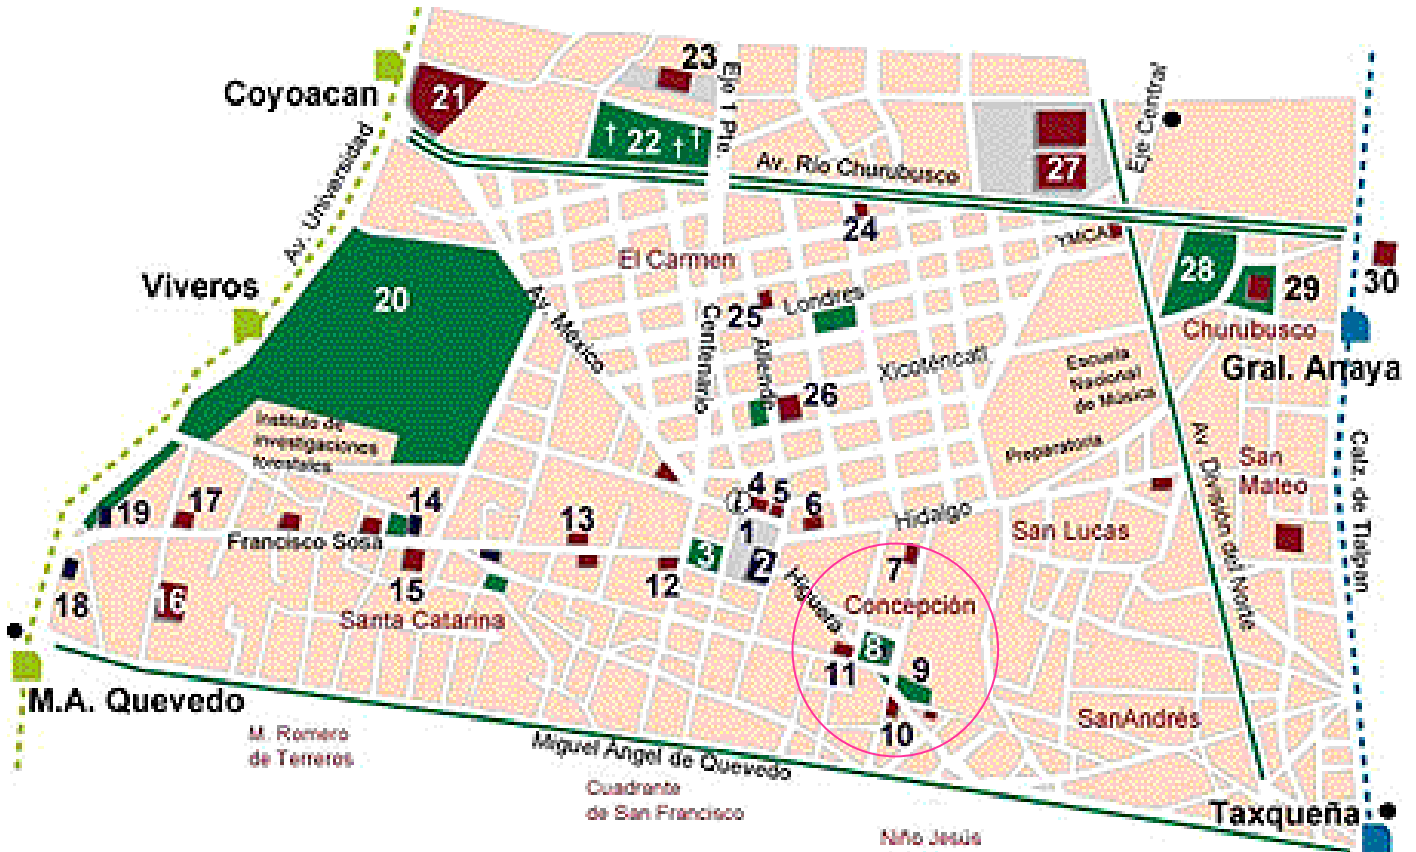 23
Coyoacan
21
Eje 1 Pte.
Eje Central
22
Av. Universidad
Av. Río Churubusco
27
24
YMCA
El Carmen
28
29
30
Viveros
20
Av. México
Centenario
25
Londres
Allende
Churubusco
Gral. Anaya
Xicoténcatl
Escuela
Nacional
de Música
26
Instituto de
investigaciones
forestales
Preparatoria
Av. División del Norte
San
Mateo
Calz. de Tlalpan
19
17
14
13
4
5
6
i
1
Hidalgo
San Lucas
Francisco Sosa
3
2
12
7
15
16
18
Higuera
Concepción
Santa Catarina
8
11
9
10
M.A. Quevedo
San Andrés
M. Romero
de Terreros
Miguel Angel de Quevedo
Cuadrante
de San Francisco
Niño Jesús
Taxqueña